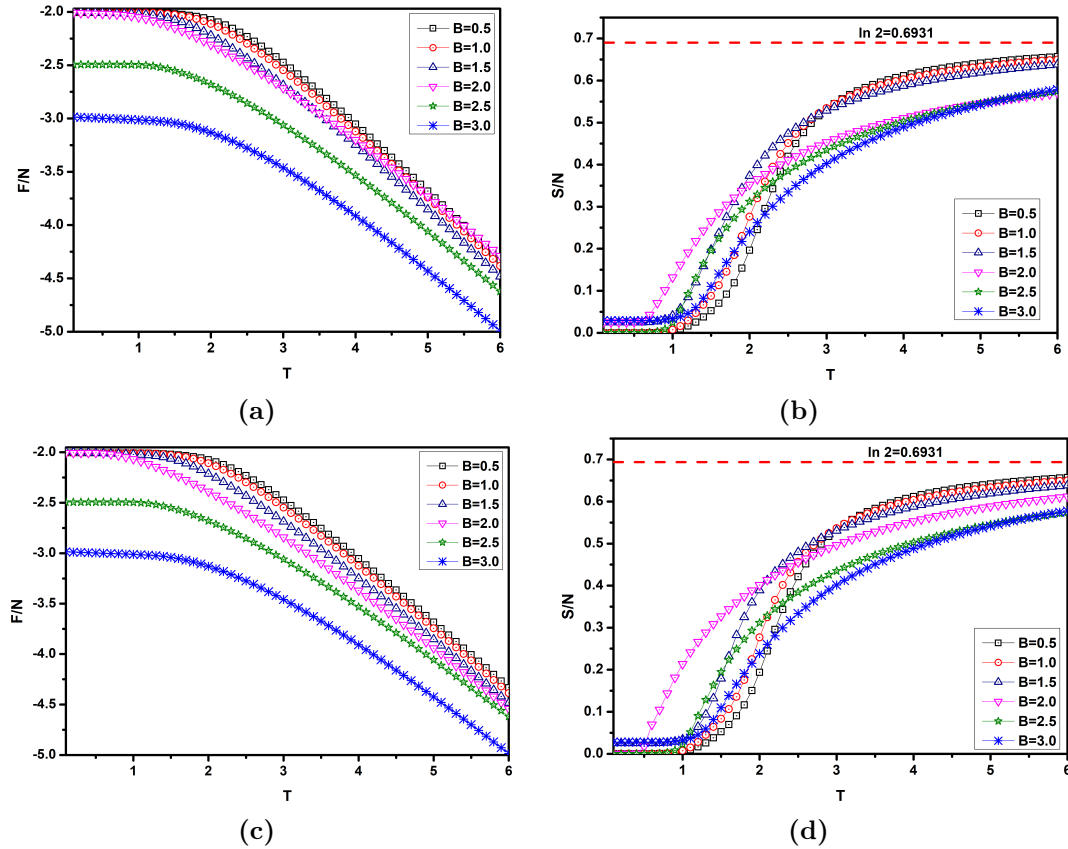 -2.0
-2.5
-3.0
-3.5
-4.0
-4.5
-5.0
F/N
1 2 3 4 5 6
T
B=0.5
B=1.0
B=1.5
B=2.0
B=2.5
B=3.0
(a)
0.7
0.6
0.5
0.4
0.3
0.2
0.1
0.0
S/N
ln 2=0.6931
1 2 3 4 5 6
T
B=0.5
B=1.0
B=1.5
B=2.0
B=2.5
B=3.0
(b)
-2.0
-2.5
-3.0
-3.5
-4.0
-4.5
-5.0
F/N
1 2 3 4 5 6
T
B=0.5
B=1.0
B=1.5
B=2.0
B=2.5
B=3.0
(c)
0.7
0.6
0.5
0.4
0.3
0.2
0.1
0.0
S/N
ln 2=0.6931
1 2 3 4 5 6
T
B=0.5
B=1.0
B=1.5
B=2.0
B=2.5
B=3.0
(d)